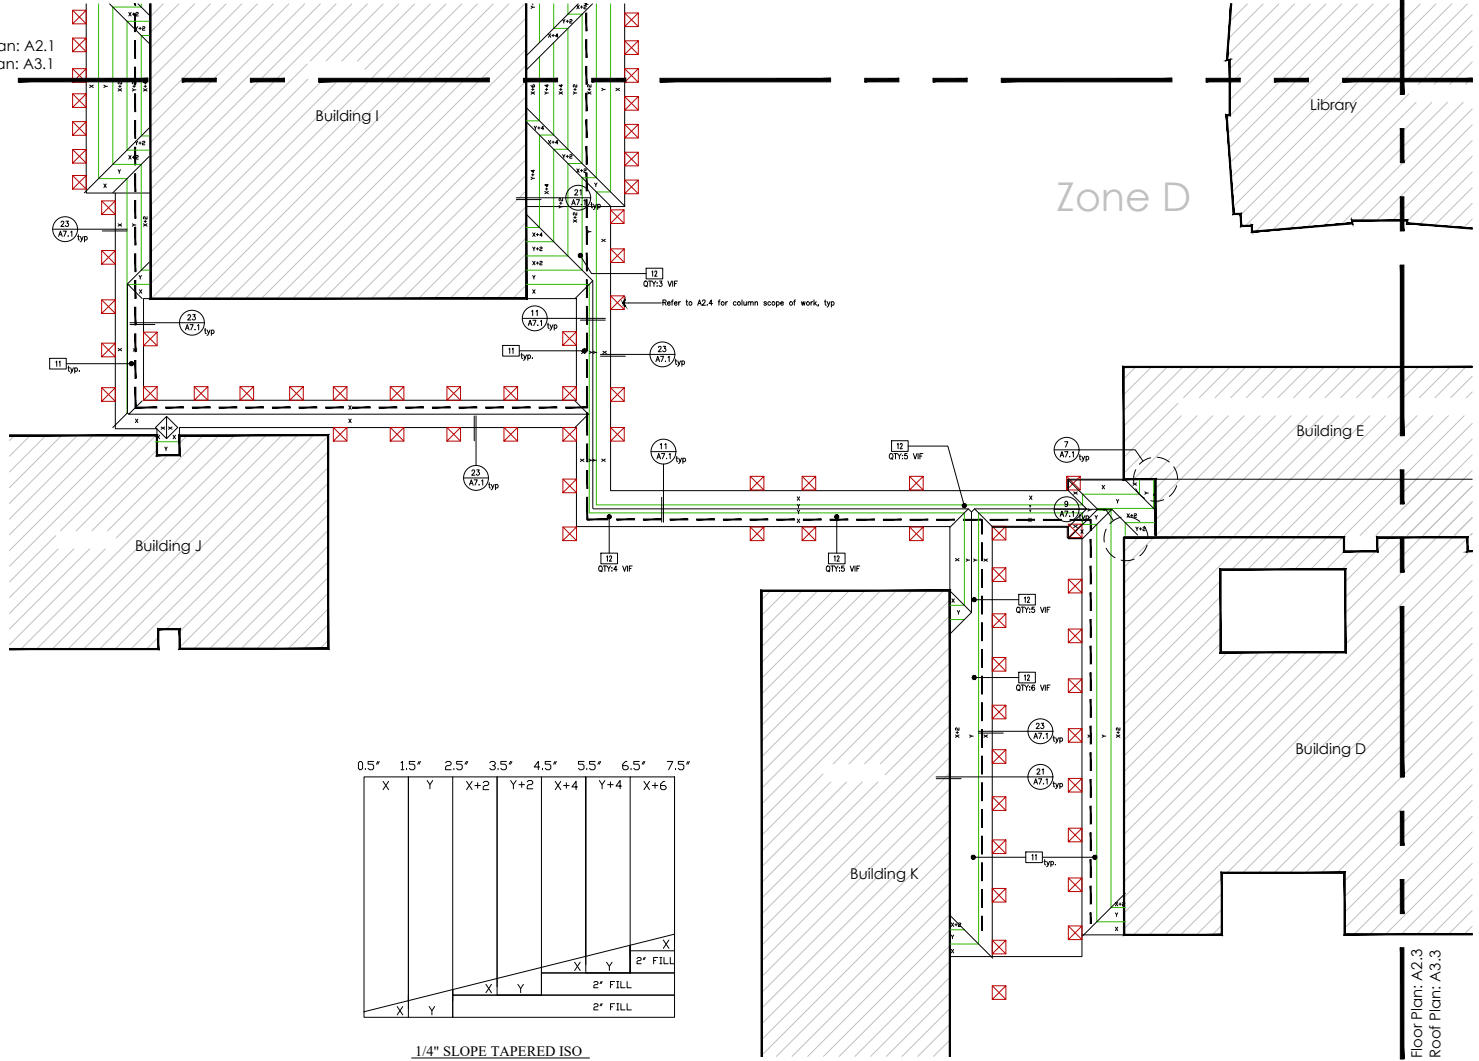 an: A2.1
an: A3.1
Building I
Library
Zone D
23
A7.1 typ
21
A7.1 typ
12
QTY:3 VIF
Refer to A2.4 for column scope of work, typ
23
A7.1 typ
11
A7.1 typ
11 typ.
11 typ.
23
A7.1 typ
Building E
23
A7.1 typ
11
A7.1 typ
12
QTY:5 VIF
7
A7.1 typ
9
A7.1 typ
Building J
12
QTY:4 VIF
12
QTY:5 VIF
12
QTY:5 VIF
12
QTY:6 VIF
23
A7.1 typ
21
A7.1 typ
Building D
11 typ.
Building K
0.5" 1.5" 2.5" 3.5" 4.5" 5.5" 6.5" 7.5"
X Y X+2 Y+2 X+4 Y+4 X+6
X
X Y 2" FILL
X Y 2" FILL
X Y 2" FILL
1/4" SLOPE TAPERED ISO
Floor Plan: A2.3
Roof Plan: A3.3